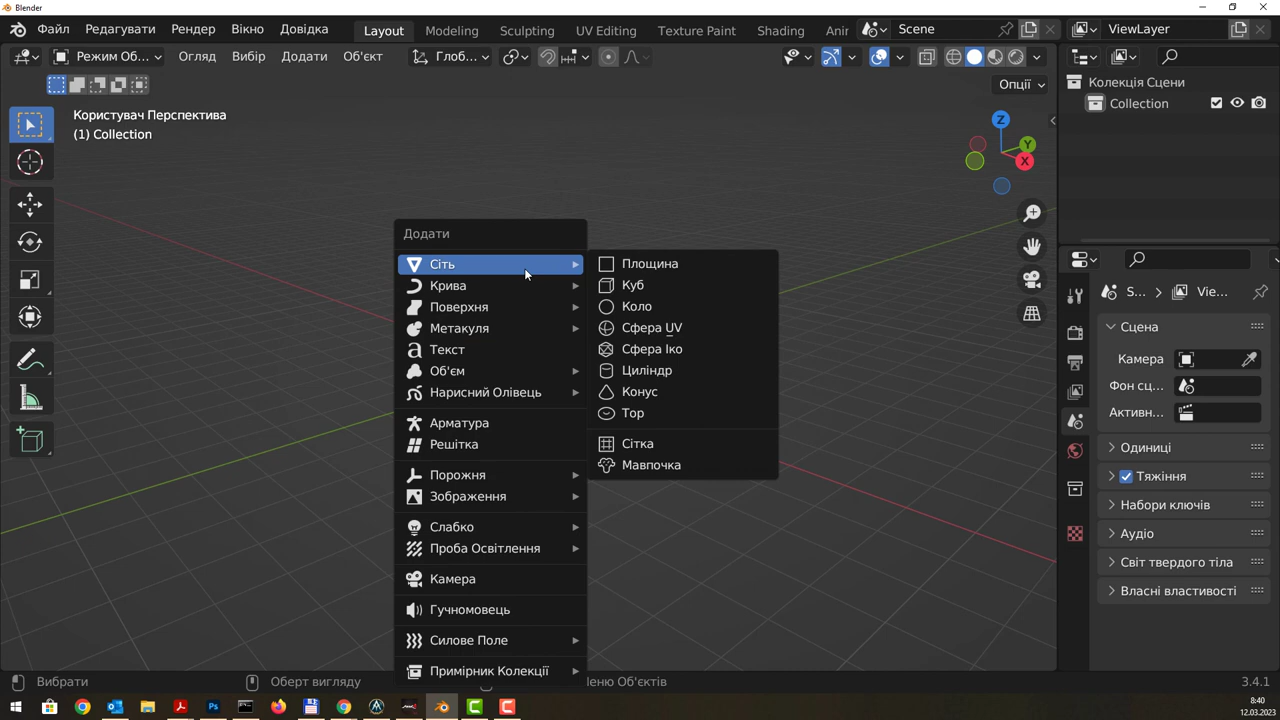 Blender
Файл Редагувати Рендер Вікно Довідка Layout Modeling Sculpting UV Editing Texture Paint Shading Anir Scene ViewLayer
Режим Об... Огляд Вибір Додати Об'єкт Глоб...
Опції
Користувач Перспектива
(1) Collection
Z
Y
X
Колекція Сцени
Collection
Додати
Сіть
Крива
Поверхня
Метакуля
Текст
Об'єм
Нарисний Олівець
Арматура
Решітка
Порожня
Зображення
Слабко
Проба Освітлення
Камера
Гучномовець
Силове Поле
Примірник Колекції
Площина
Куб
Коло
Сфера UV
Сфера Іко
Циліндр
Конус
Тор
Сітка
Мавпочка
S... Vie...
Сцена
Камера
Фон сц...
Активн...
Одиниці
Тяжіння
Набори ключів
Аудіо
Світ твердого тіла
Власні властивості
Вибрати Оберт вигляду Меню Об'єктів 3.4.1
8:40
12.03.2023